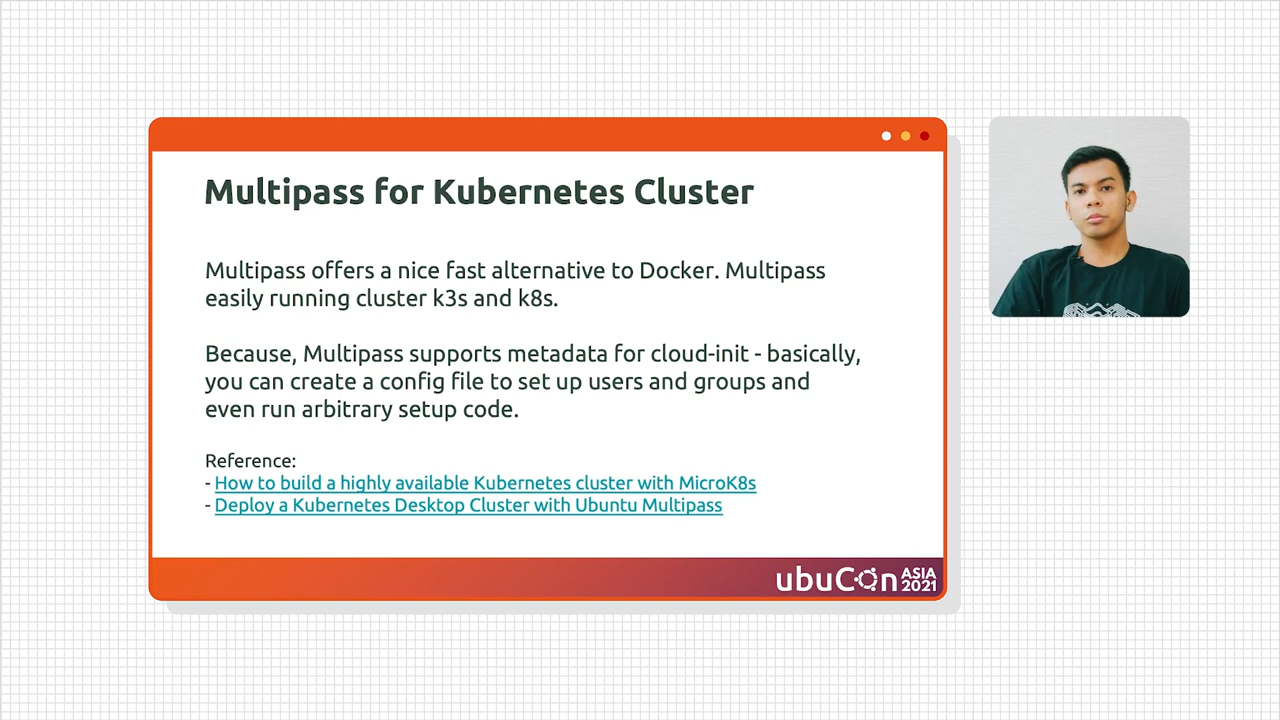 Multipass for Kubernetes Cluster
Multipass offers a nice fast alternative to Docker. Multipass
easily running cluster k3s and k8s.
Because, Multipass supports metadata for cloud-init - basically,
you can create a config file to set up users and groups and
even run arbitrary setup code.
Reference:
- How to build a highly available Kubernetes cluster with MicroK8s
- Deploy a Kubernetes Desktop Cluster with Ubuntu Multipass
ubuCon ASIA
2021